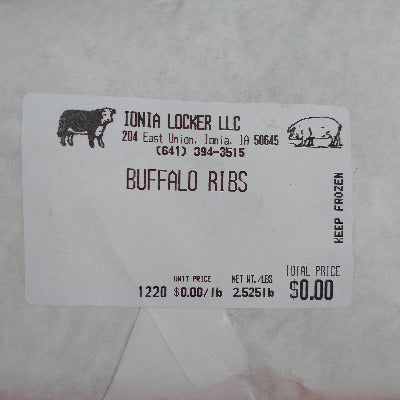 IONIA LOCKER LLC
204 East Union, Ionia, IA 50645
(641) 394-3515
BUFFALO RIBS
KEEP FROZEN
UNIT PRICE NET WT./LBS TOTAL PRICE
1220 $0.00/lb 2.525lb $0.00